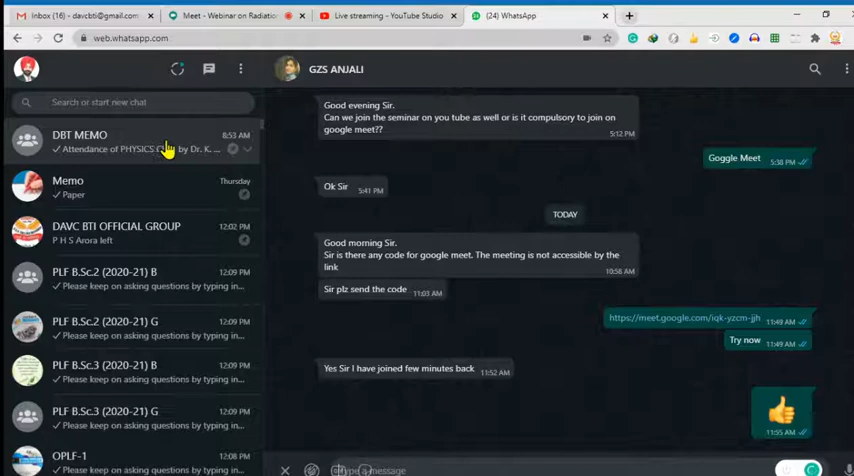 Inbox (16) - davcbti@gmail.com
Meet - Webinar on Radiation
Live streaming - YouTube Studio
(24) WhatsApp
web.whatsapp.com
GZS ANJALI
Search or start new chat
DBT MEMO
8:53 AM
Attendance of PHYSICS by Dr. K. ...
Memo
Thursday
Paper
DAVC BTI OFFICIAL GROUP
12:02 PM
P H S Arora left
PLF B.Sc.2 (2020-21) B
12:09 PM
Please keep on asking questions by typing in...
PLF B.Sc.2 (2020-21) G
12:09 PM
Please keep on asking questions by typing in...
PLF B.Sc.3 (2020-21) B
12:09 PM
Please keep on asking questions by typing in...
PLF B.Sc.3 (2020-21) G
12:09 PM
Please keep on asking questions by typing in...
OPLF-1
12:08 PM
Please keep on asking questions by typing in...
Good evening Sir.
Can we join the seminar on you tube as well or is it compulsory to join on
google meet??
5:12 PM
Goggle Meet 5:38 PM
Ok Sir 5:41 PM
TODAY
Good morning Sir.
Sir is there any code for google meet. The meeting is not accessible by the
link
10:58 AM
Sir plz send the code 11:03 AM
https://meet.google.com/iqk-yzcm-jjh 11:49 AM
Try now 11:49 AM
Yes Sir I have joined few minutes back 11:52 AM
11:55 AM
Type a message